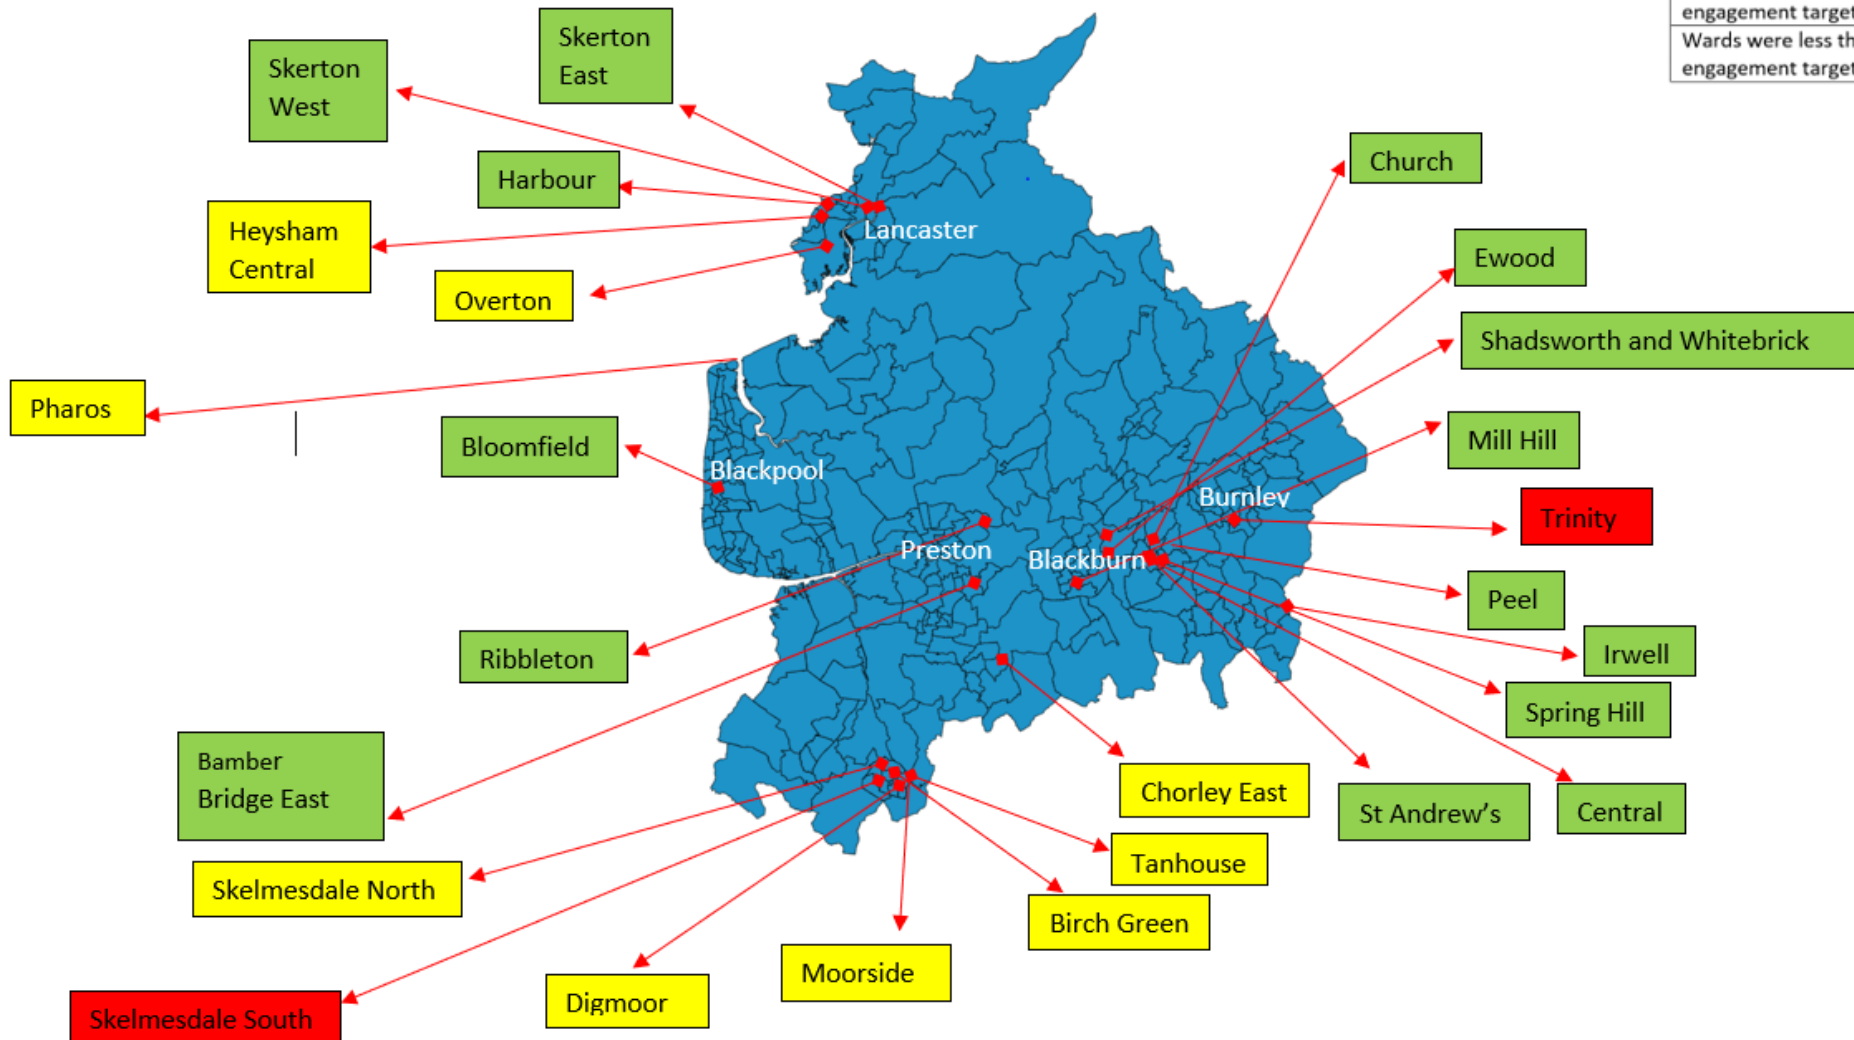 engagement target
Wards were less th
engagement target
Skerton
East
Skerton
West
Church
Harbour
Heysham
Central
Lancaster
Ewood
Overton
Shadsworth and Whitebrick
Pharos
Bloomfield
Mill Hill
Blackpool
Burnley
Trinity
Preston
Blackburn
Peel
Ribbleton
Irwell
Spring Hill
Bamber
Bridge East
Chorley East
St Andrew’s
Central
Tanhouse
Skelmesdale North
Birch Green
Moorside
Digmoor
Skelmesdale South